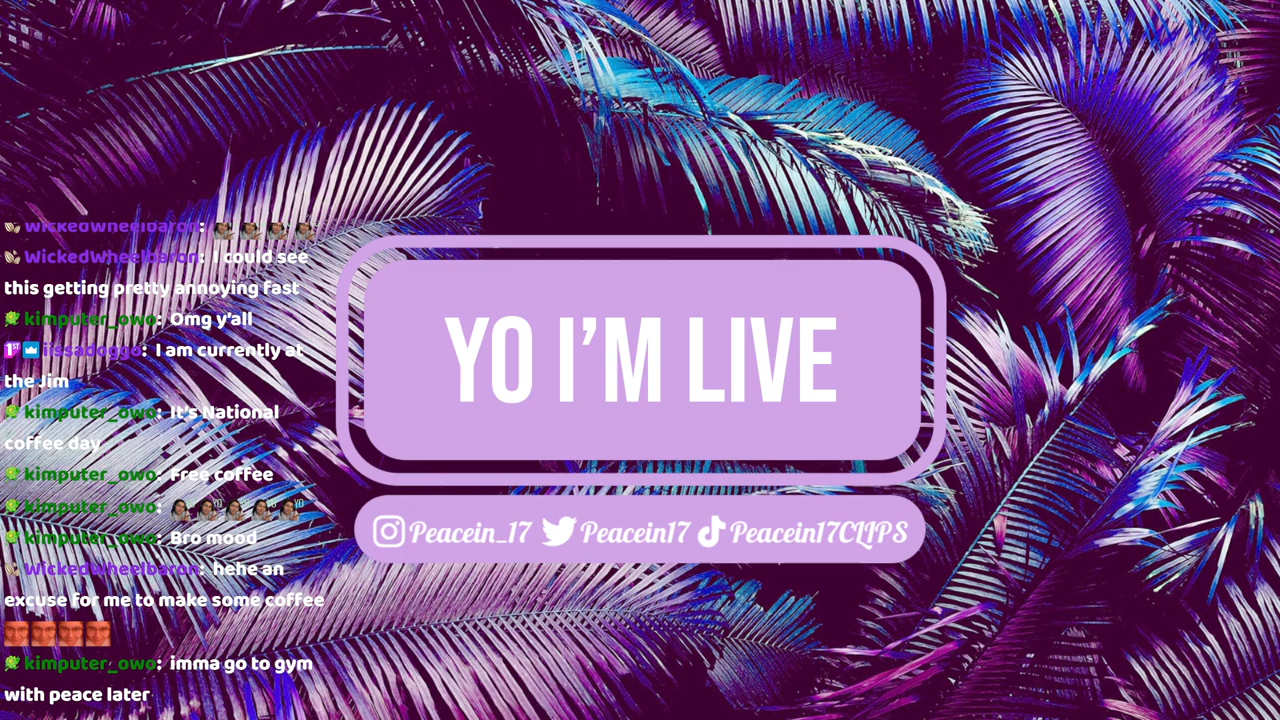 WickedWheelbaron:
WickedWheelbaron: I could see
this getting pretty annoying fast
kimputer_owo: Omg y'all
1ST iissadoggo: I am currently at
the Jim
kimputer_owo: It's National
coffee day
kimputer_owo: Free coffee
kimputer_owo:
kimputer_owo: Bro mood
WickedWheelbaron: hehe an
excuse for me to make some coffee
kimputer_owo: imma go to gym
with peace later
YO I'M LIVE
Peacein_17 Peacein17 Peacein17CLIPS